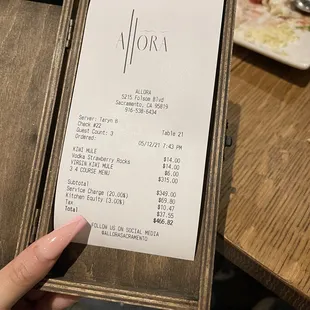 ALLORA
ALLORA
5215 Folsom Blvd
Sacramento, CA 95819
916-538-6434
Server: Taryn B
Check #22
Table 21
Guest Count: 3
Ordered:
05/12/21 7:43 PM
KIWI MULE $14.00
Vodka Strawberry Rocks $14.00
VIRGIN KIWI MULE $6.00
3 4 COURSE MENU $315.00
Subtotal $349.00
Service Charge (20.00%) $69.80
Kitchen Equity (3.00%) $10.47
Tax $37.55
Total $466.82
FOLLOW US ON SOCIAL MEDIA
@ALLORASACRAMENTO